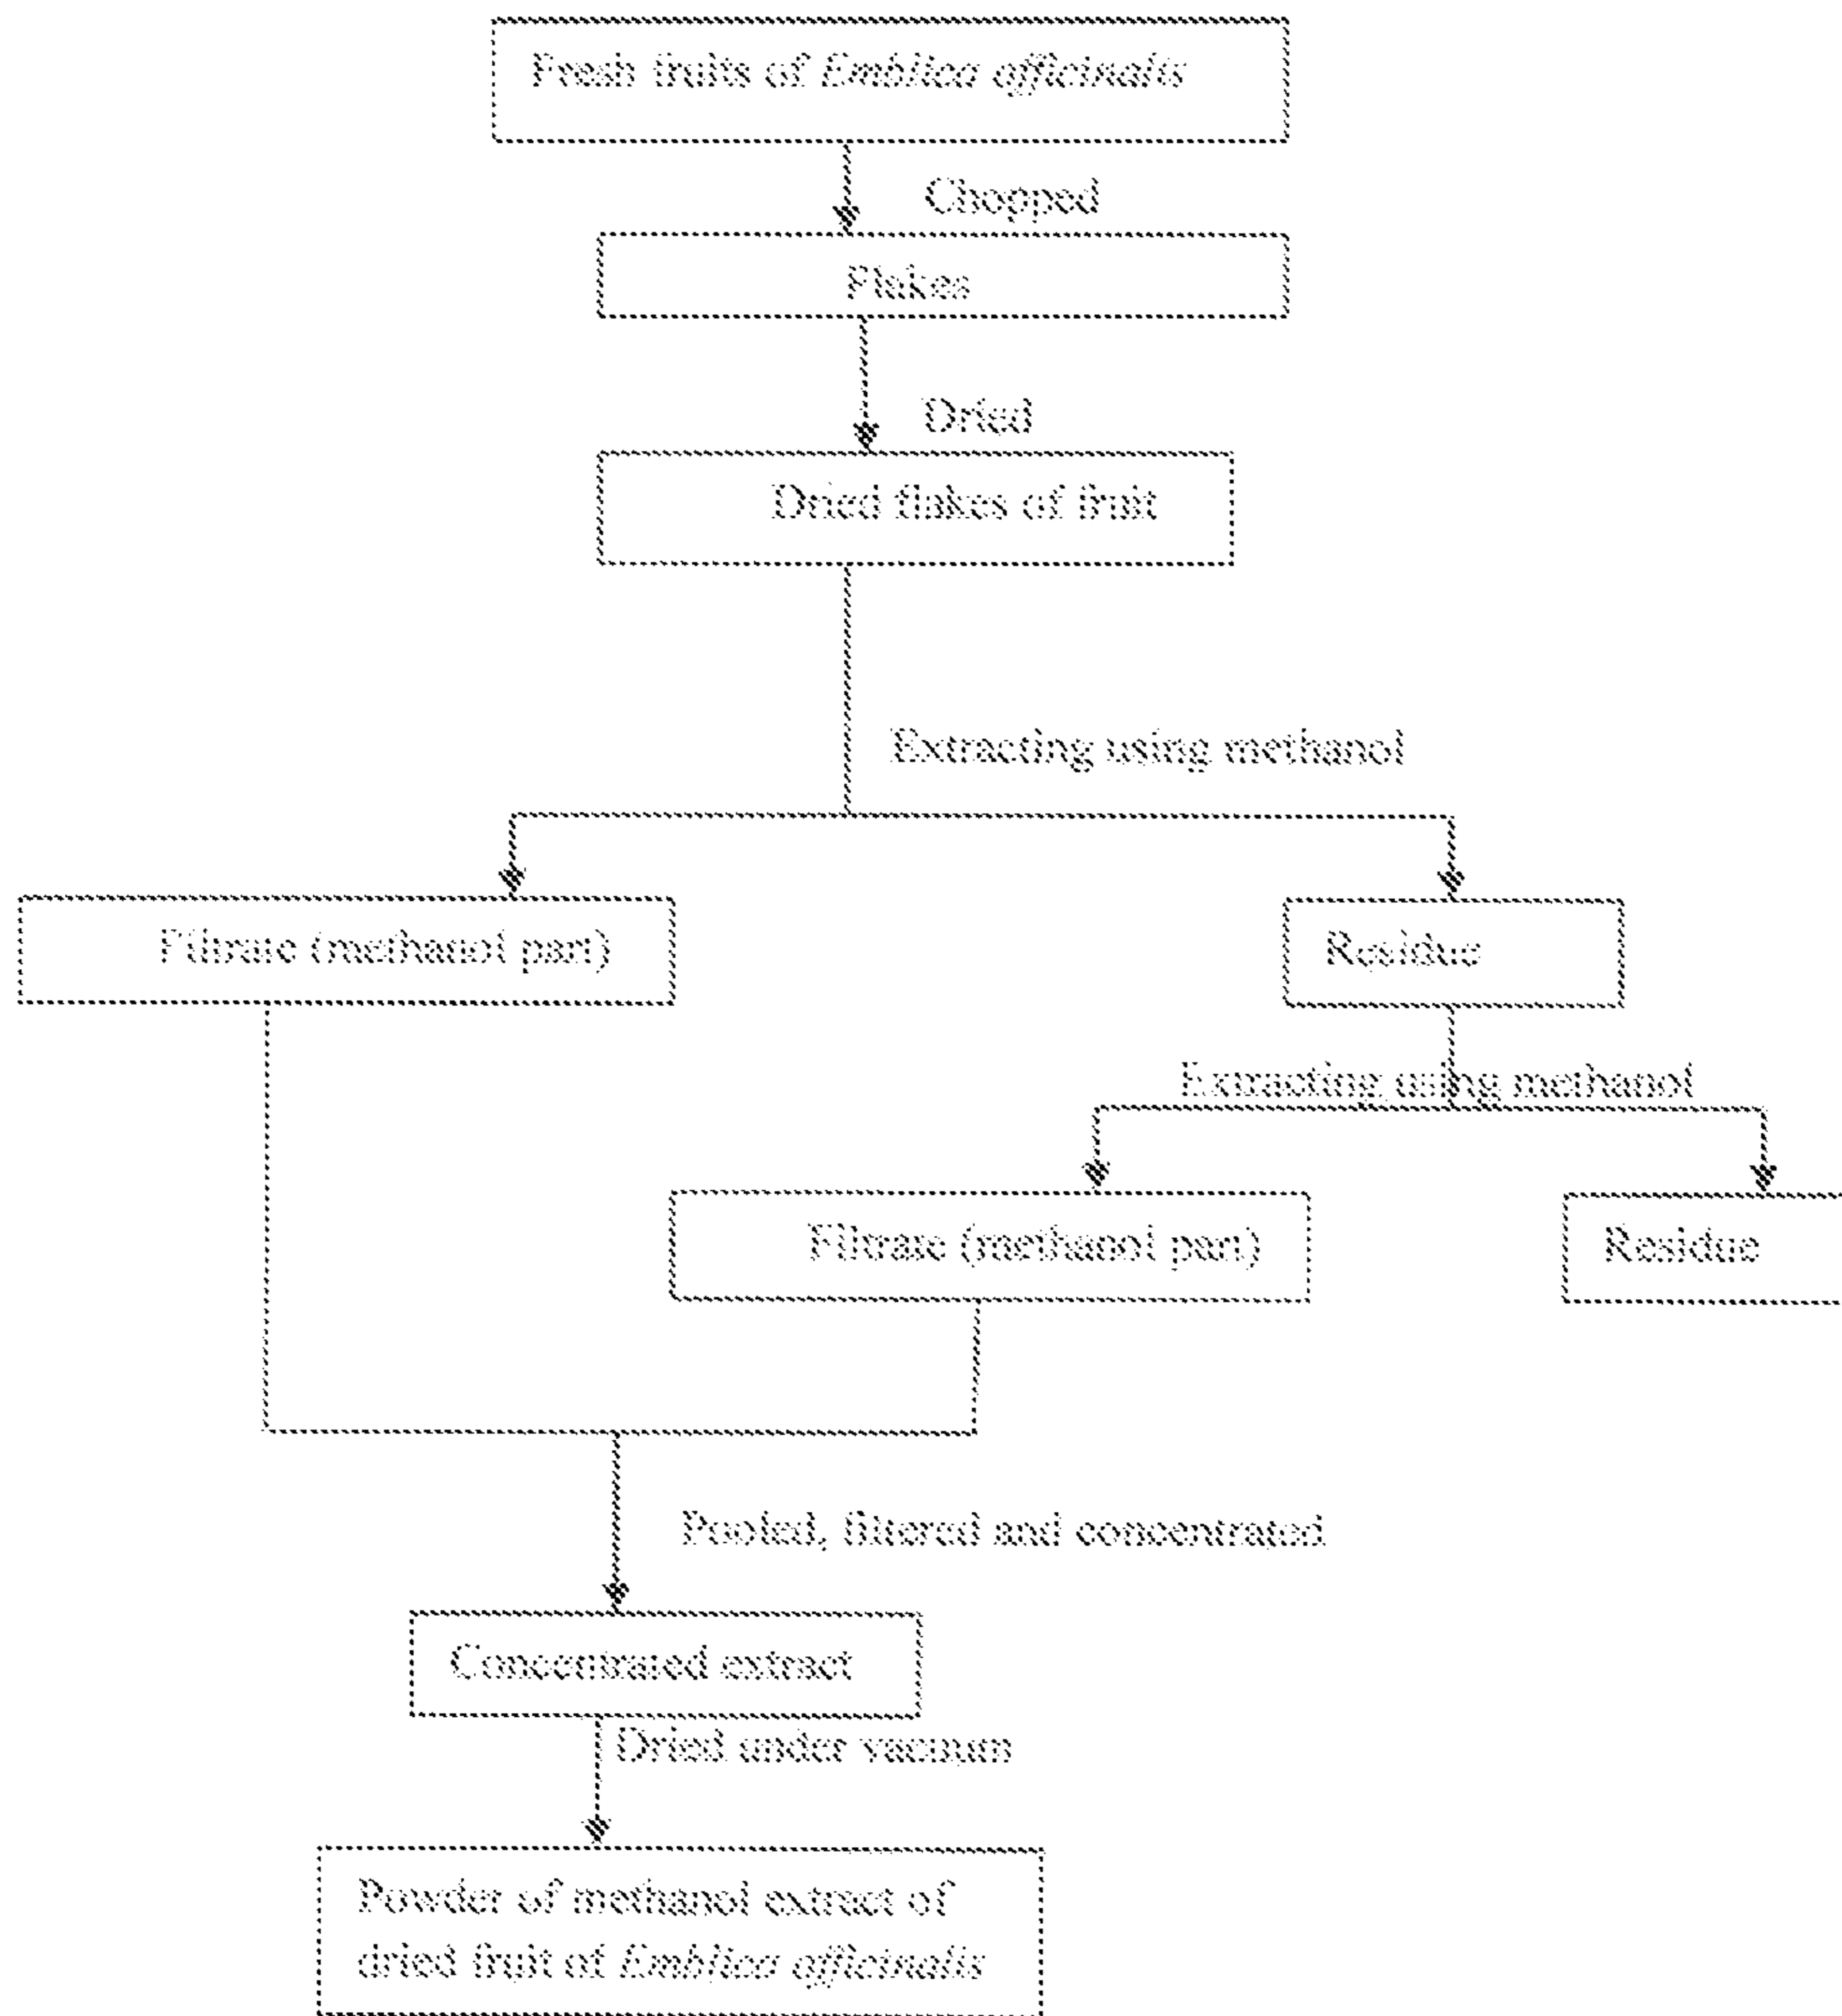 Fresh fruits of Emblica officinalis
Chopped
Flakes
Dried
Dried flakes of fruit
Extracting using methanol
Filtrate (methanol part)
Residue
Extracting using methanol
Filtrate (methanol part)
Residue
Pooled, filtered and concentrated
Concentrated extract
Dried under vacuum
Powder of methanol extract of
dried fruit of Emblica officinalis